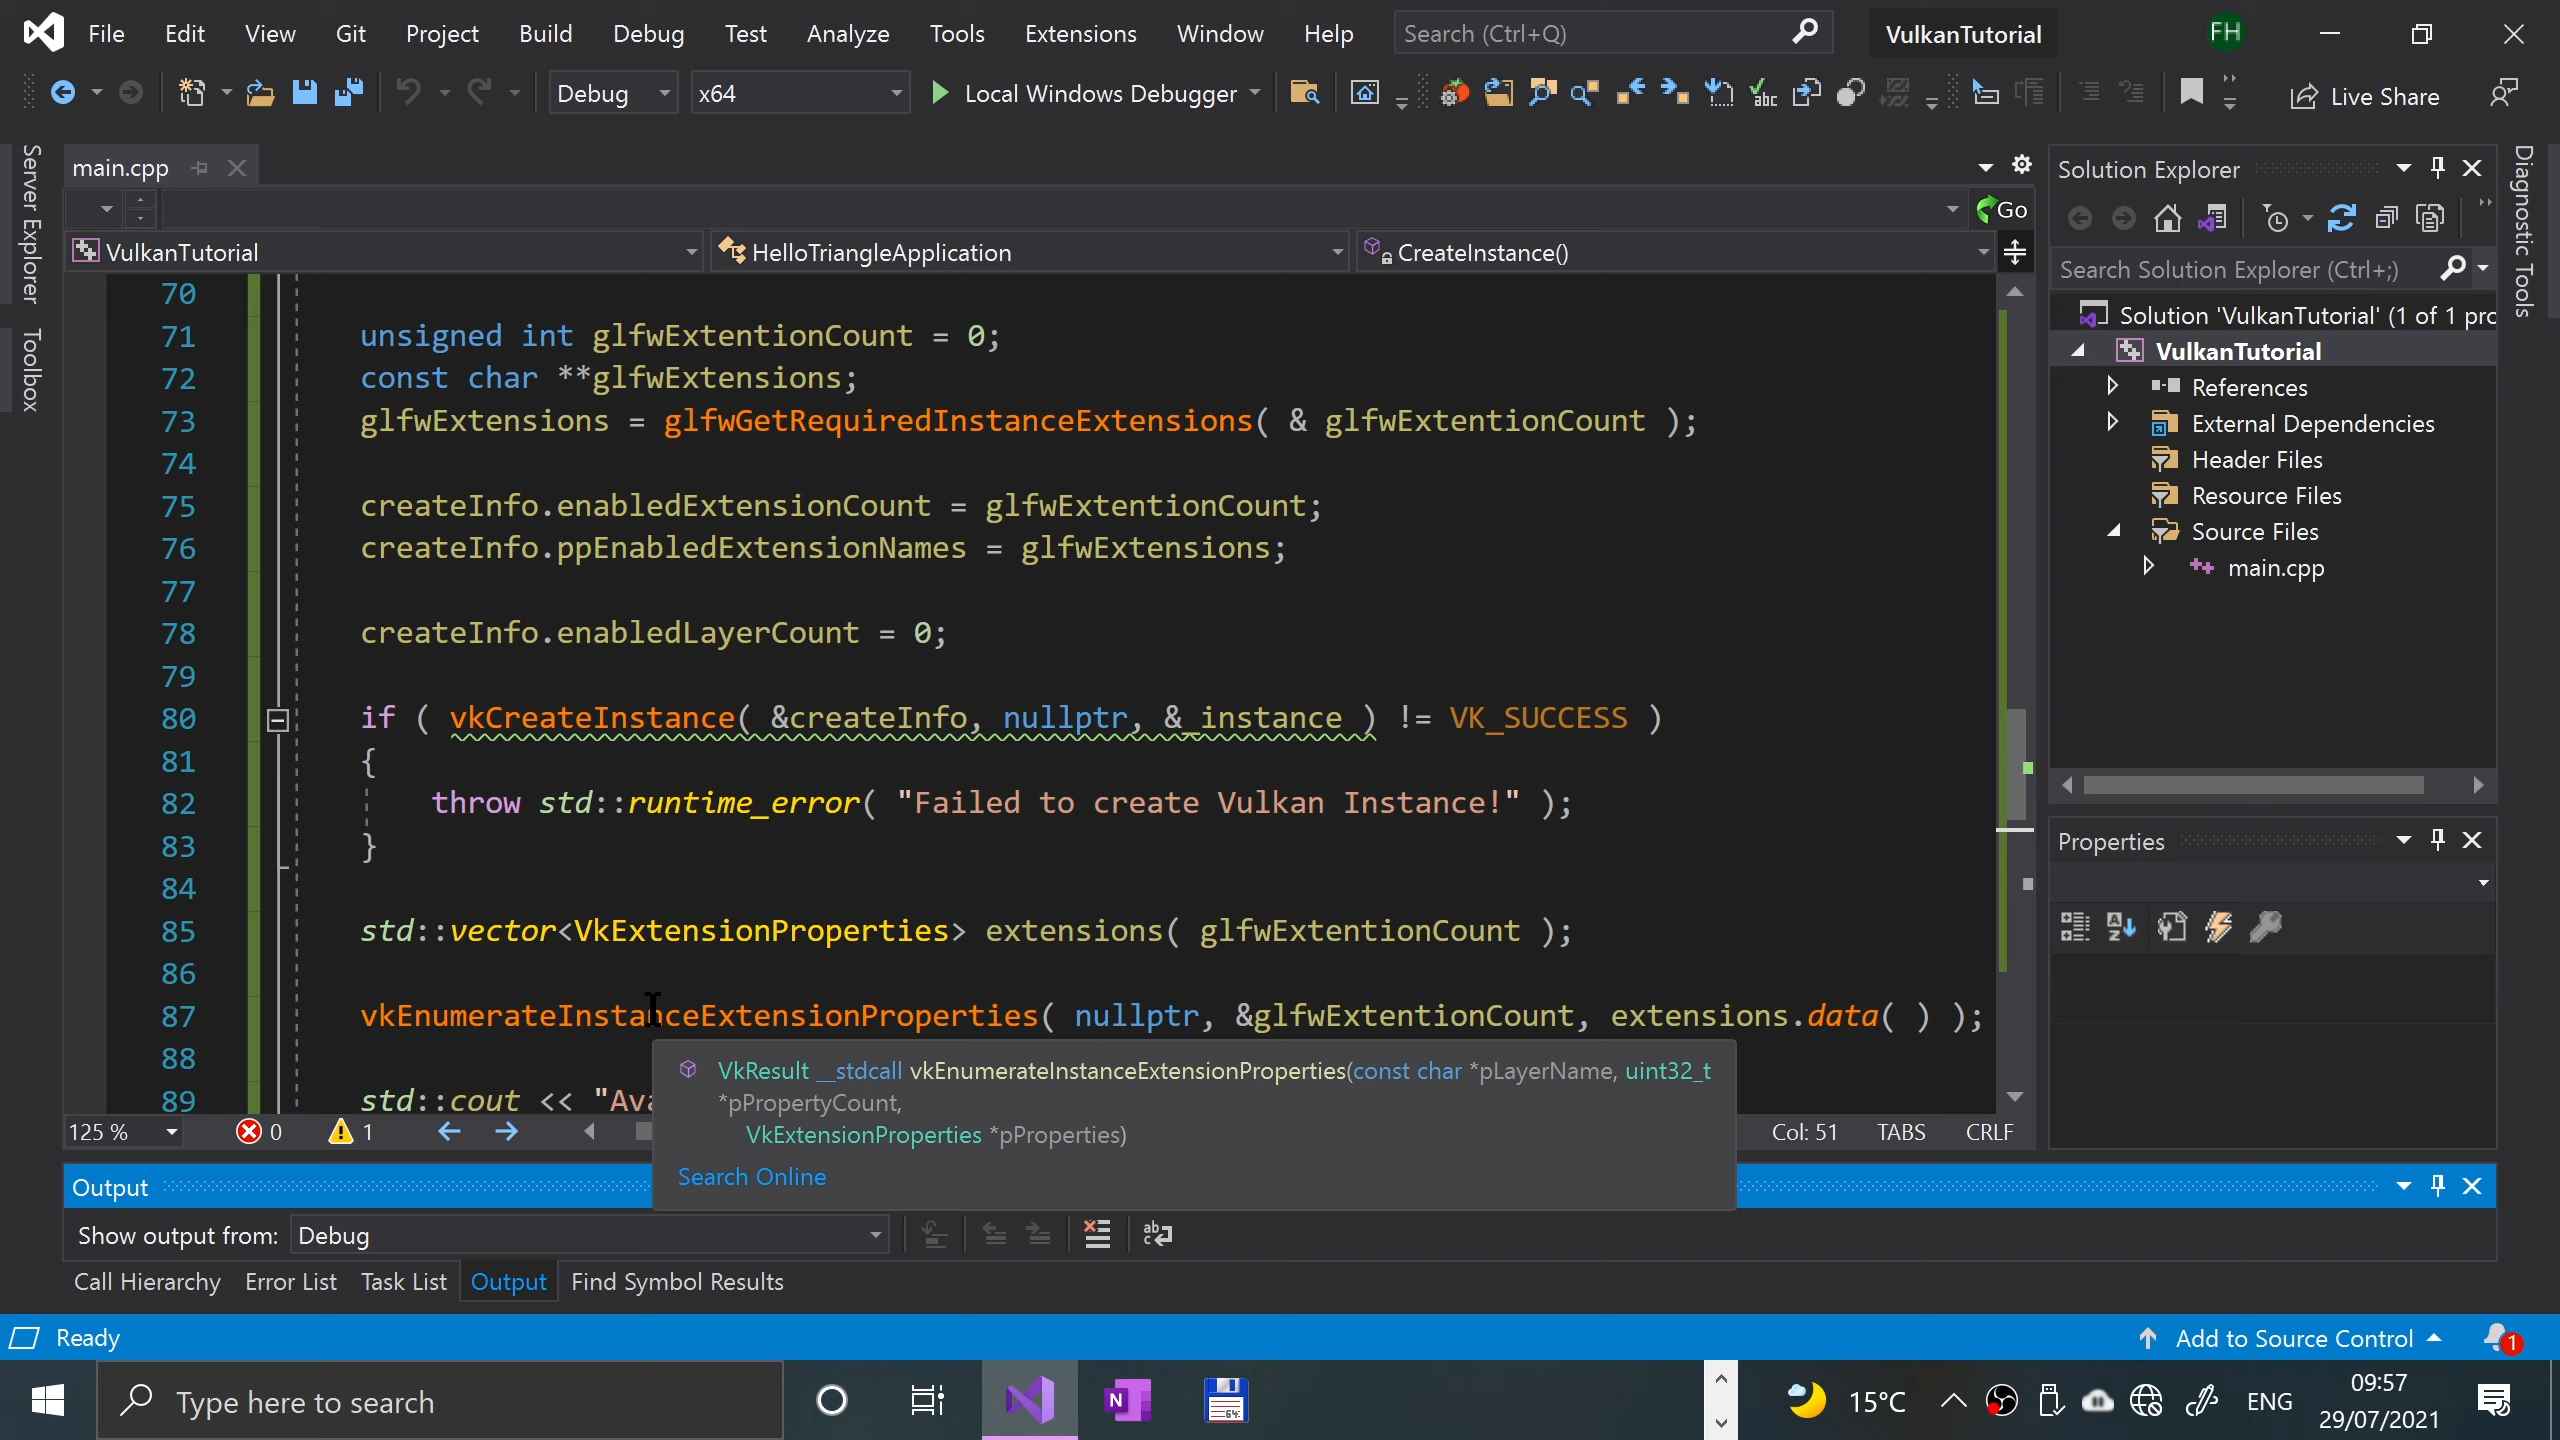 File Edit View Git Project Build Debug Test Analyze Tools Extensions Window Help Search (Ctrl+Q) VulkanTutorial FH
Debug x64 Local Windows Debugger Live Share
Server Explorer
Toolbox
main.cpp
Go
VulkanTutorial HelloTriangleApplication CreateInstance()
70
71 unsigned int glfwExtentionCount = 0;
72 const char **glfwExtensions;
73 glfwExtensions = glfwGetRequiredInstanceExtensions( & glfwExtentionCount );
74
75 createInfo.enabledExtensionCount = glfwExtentionCount;
76 createInfo.ppEnabledExtensionNames = glfwExtensions;
77
78 createInfo.enabledLayerCount = 0;
79
80 if ( vkCreateInstance( &createInfo, nullptr, &_instance ) != VK_SUCCESS )
81 {
82 throw std::runtime_error( "Failed to create Vulkan Instance!" );
83 }
84
85 std::vector<VkExtensionProperties> extensions( glfwExtentionCount );
86
87 vkEnumerateInstanceExtensionProperties( nullptr, &glfwExtentionCount, extensions.data( ) );
88
89 std::cout << "Ava
VkResult __stdcall vkEnumerateInstanceExtensionProperties(const char *pLayerName, uint32_t
*pPropertyCount,
VkExtensionProperties *pProperties)
Search Online
125 % 0 1 Col: 51 TABS CRLF
Solution Explorer
Search Solution Explorer (Ctrl+;)
Solution 'VulkanTutorial' (1 of 1 pro
VulkanTutorial
References
External Dependencies
Header Files
Resource Files
Source Files
main.cpp
Properties
Diagnostic Tools
Output
Show output from: Debug
Call Hierarchy Error List Task List Output Find Symbol Results
Ready Add to Source Control 1
Type here to search N 64 15°C ENG 09:57
29/07/2021